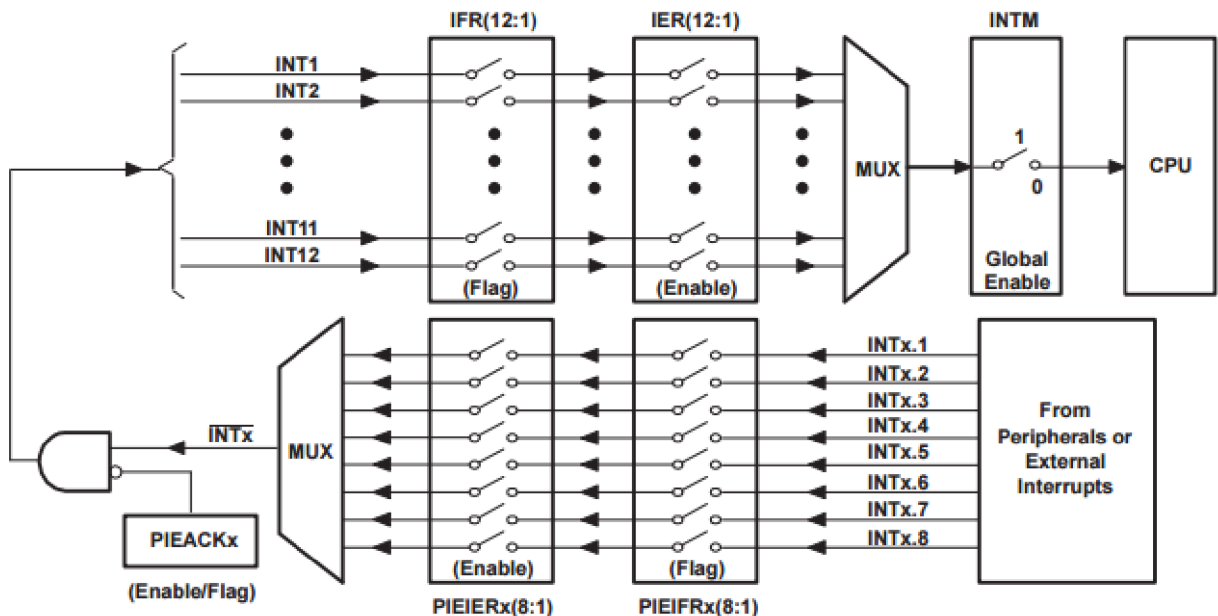 IFR(12:1) IER(12:1) INTM
INT1
INT2
INT11
INT12
(Flag) (Enable)
MUX
1
0
Global
Enable
CPU
INTx.1
INTx.2
INTx.3
INTx.4
INTx.5
INTx.6
INTx.7
INTx.8
From
Peripherals or
External
Interrupts
INTx
MUX
PIEACKx
(Enable/Flag)
(Enable) (Flag)
PIEIERx(8:1) PIEIFRx(8:1)